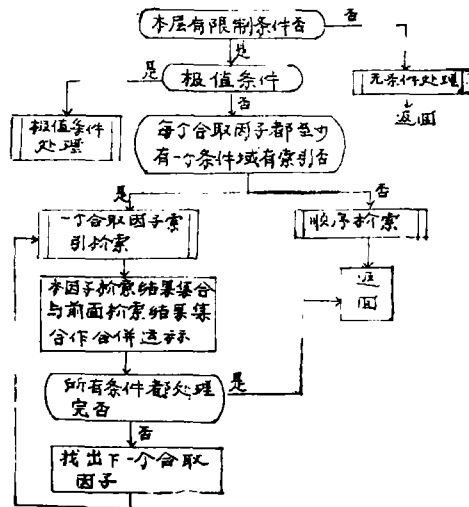 本层有限制条件否
否
是
是
极值条件
无条件处理
否
返回
极值条件
处理
每个合取因子都至少
有一个条件域有索引否
是
否
一个合取因子索
引检索
顺序检索
本因子检索结果集合
与前面检索结果集
合作合併运算
返
回
所有条件都处理
完否
是
否
找出下一个合取
因子